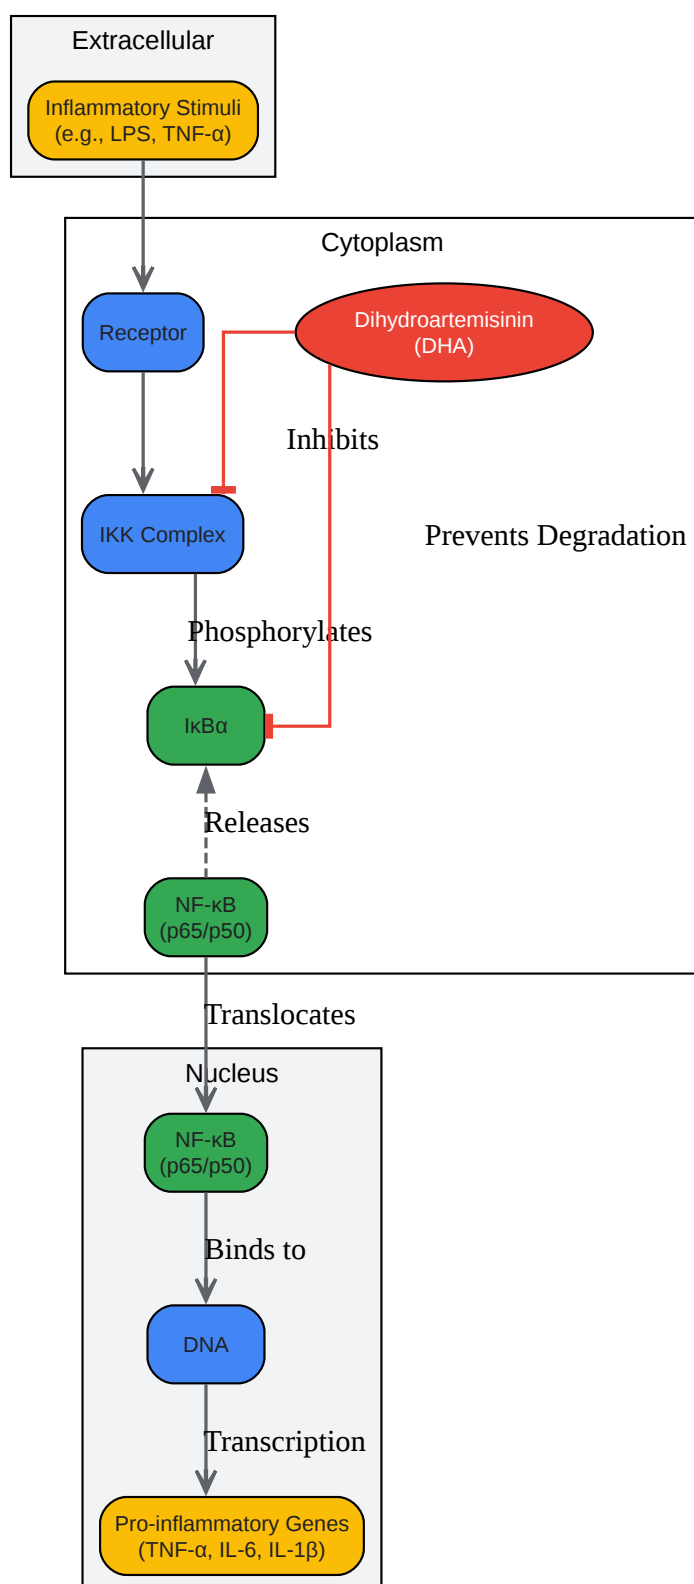 Extracellular
Inflammatory Stimuli
(e.g., LPS, TNF-α)
Cytoplasm
Receptor
Dihydroartemisinin
(DHA)
Inhibits
IKK Complex
Prevents Degradation
Phosphorylates
IκBα
Releases
NF-κB
(p65/p50)
Translocates
Nucleus
NF-κB
(p65/p50)
Binds to
DNA
Transcription
Pro-inflammatory Genes
(TNF-α, IL-6, IL-1β)